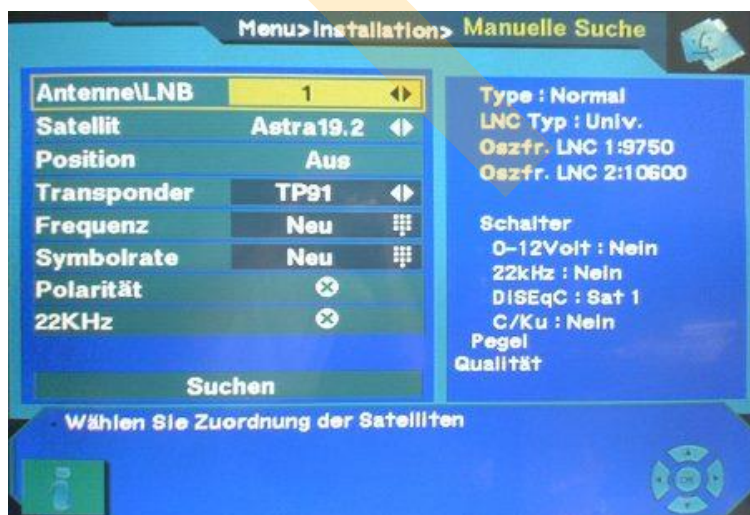 Menu>Installation> Manuelle Suche
Antenne\LNB 1
Satellit Astra19.2
Position Aus
Transponder TP91
Frequenz Neu
Symbolrate Neu
Polarität
22KHz
Suchen
Type : Normal
LNC Typ : Univ.
Oszfr. LNC 1:9750
Oszfr. LNC 2:10600
Schalter
0-12Volt : Nein
22kHz : Nein
DiSEqC : Sat 1
C/Ku : Nein
Pegel
Qualität
Wählen Sie Zuordnung der Satelliten
OK